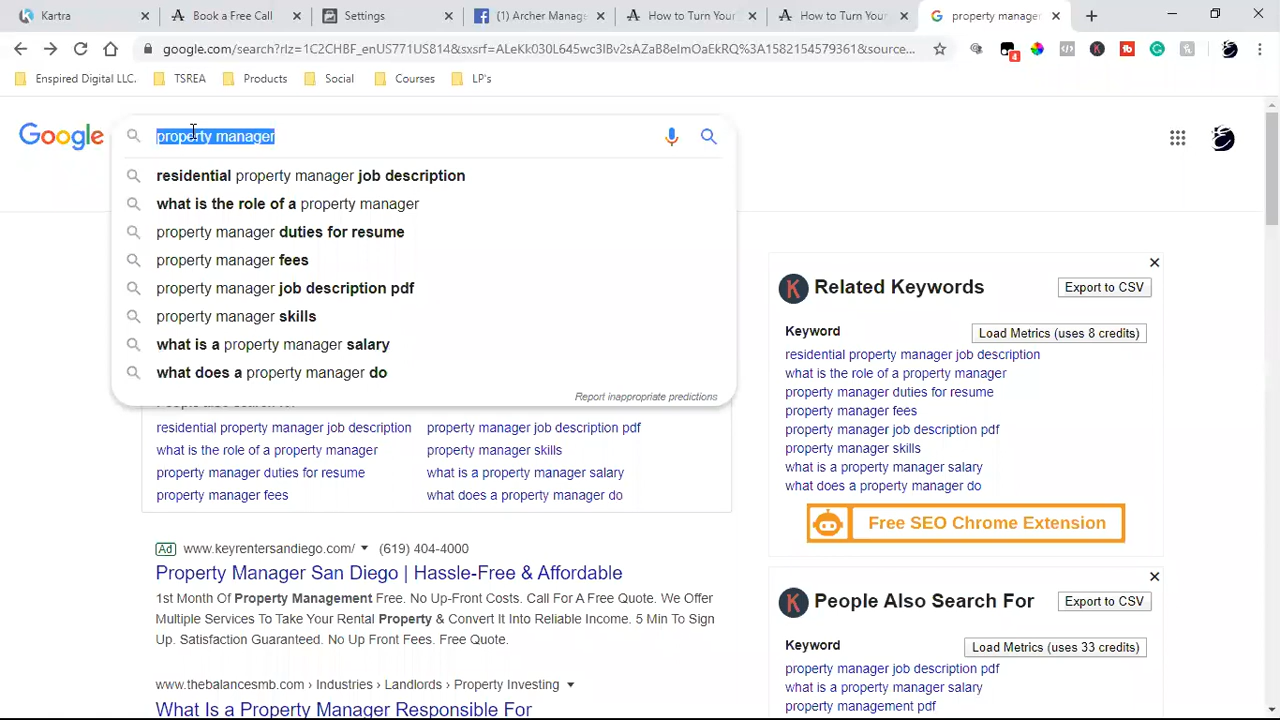 Kartra
Book a Free Call
Settings
(1) Archer Manage
How to Turn Your
How to Turn Your
property manager
google.com/search?rlz=1C2CHBF_enUS771US814&sxsrf=ALeKk030L645wc3IBv2sAZaB8elmOaEkRQ%3A1582154579361&source...
4
Enspired Digital LLC.
TSREA
Products
Social
Courses
LP's
Google
property manager
residential property manager job description
what is the role of a property manager
property manager duties for resume
property manager fees
property manager job description pdf
property manager skills
what is a property manager salary
what does a property manager do
Report inappropriate predictions
residential property manager job description
property manager job description pdf
what is the role of a property manager
property manager skills
property manager duties for resume
what is a property manager salary
property manager fees
what does a property manager do
Ad www.keyrentersandiego.com/ (619) 404-4000
Property Manager San Diego | Hassle-Free & Affordable
1st Month Of Property Management Free. No Up-Front Costs. Call For A Free Quote. We Offer
Multiple Services To Take Your Rental Property & Convert It Into Reliable Income. 5 Min To Sign
Up. Satisfaction Guaranteed. No Up Front Fees. Free Quote.
www.thebalancesmb.com › Industries › Landlords › Property Investing
What Is a Property Manager Responsible For
K Related Keywords
Export to CSV
Keyword
Load Metrics (uses 8 credits)
residential property manager job description
what is the role of a property manager
property manager duties for resume
property manager fees
property manager job description pdf
property manager skills
what is a property manager salary
what does a property manager do
Free SEO Chrome Extension
K People Also Search For
Export to CSV
Keyword
Load Metrics (uses 33 credits)
property manager job description pdf
what is a property manager salary
property management pdf